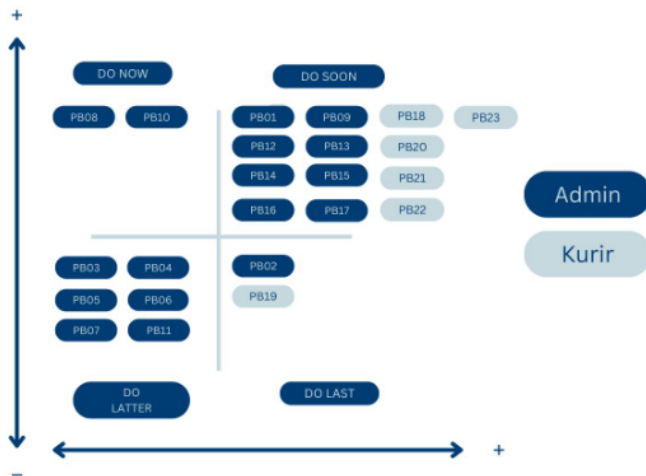 +
DO NOW
DO SOON
PB08 PB10 PB01 PB09 PB18 PB23
PB12 PB13 PB20
PB14 PB15 PB21
PB16 PB17 PB22
Admin
Kurir
PB03 PB04 PB02
PB05 PB06 PB19
PB07 PB11
DO
LATTER
DO LAST
+
–